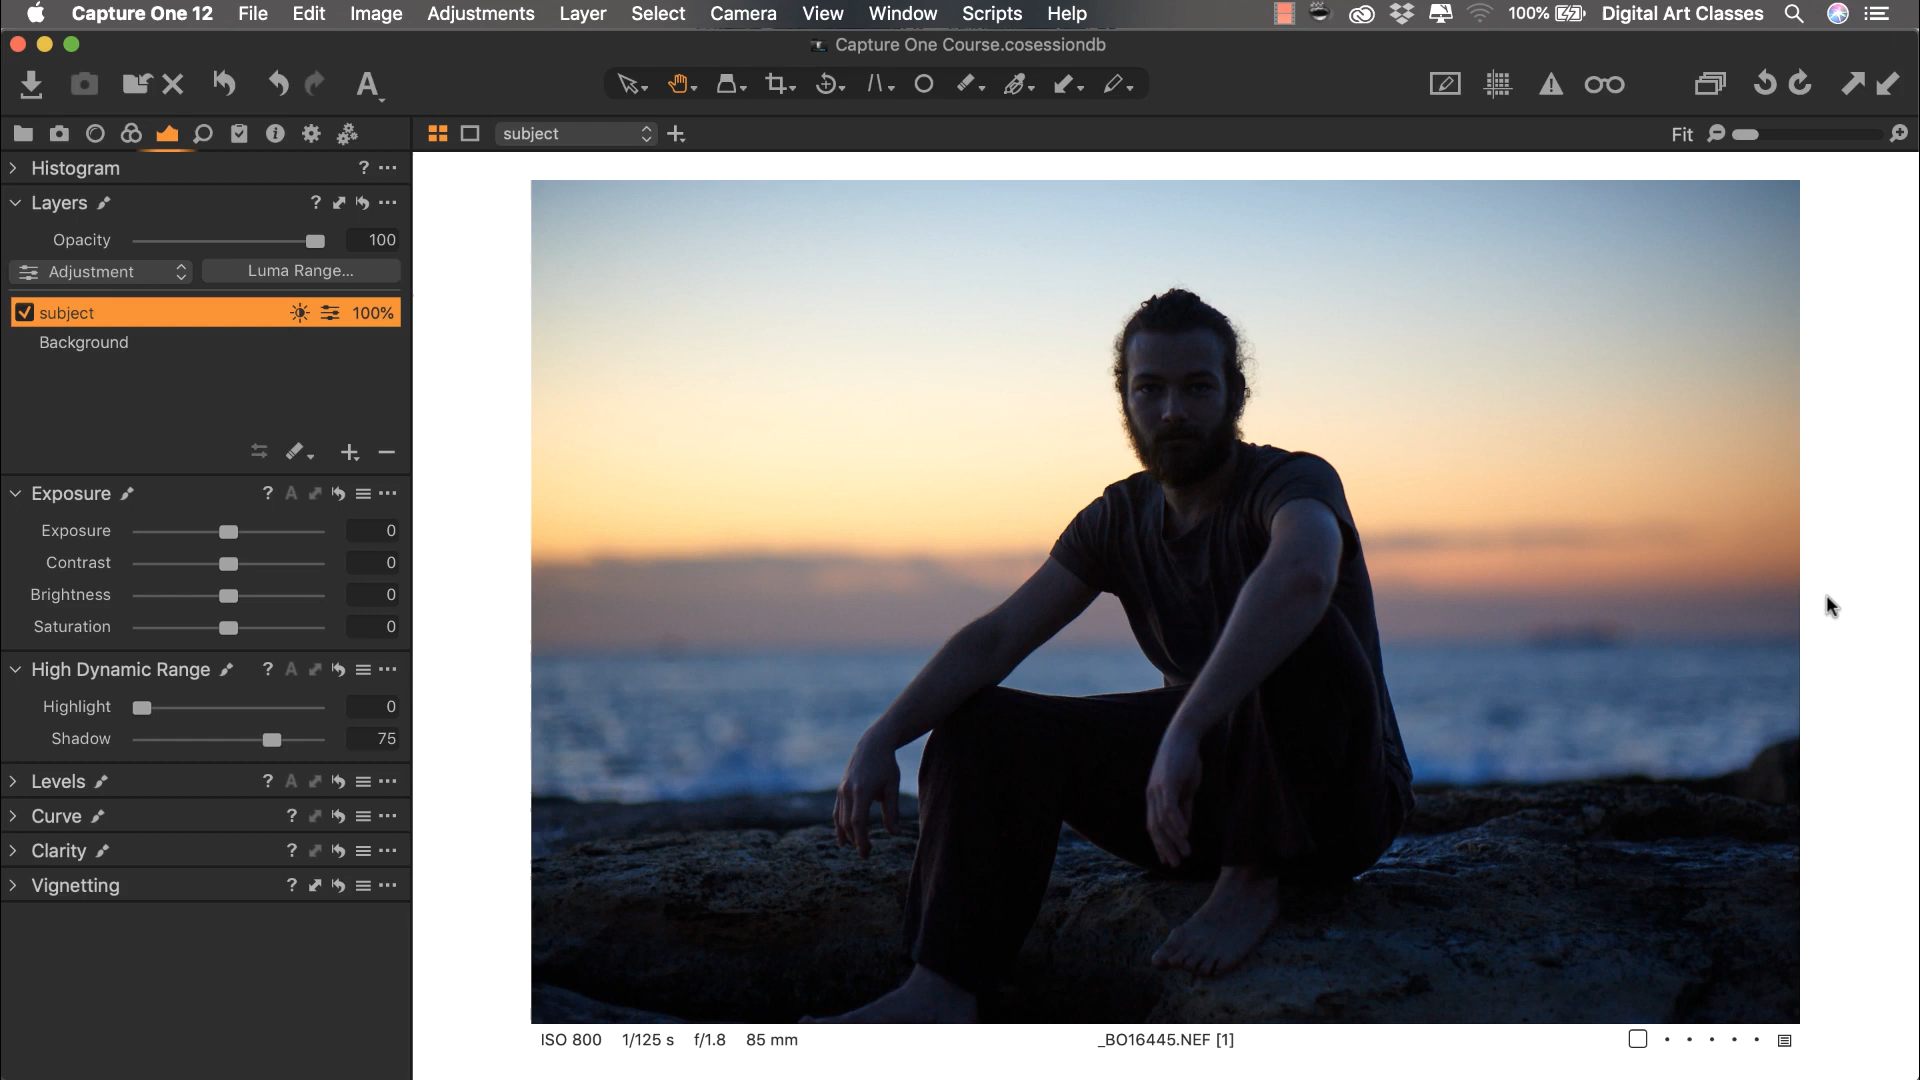 Capture One 12 File Edit Image Adjustments Layer Select Camera View Window Scripts Help 100% Digital Art Classes
Capture One Course.cosessiondb
A
subject Fit
Histogram ?
Layers ?
Opacity 100
Adjustment Luma Range...
subject 100%
Background
Exposure ? A
Exposure 0
Contrast 0
Brightness 0
Saturation 0
High Dynamic Range ? A
Highlight 0
Shadow 75
Levels ? A
Curve ?
Clarity ?
Vignetting ?
ISO 800 1/125 s f/1.8 85 mm _BO16445.NEF [1]